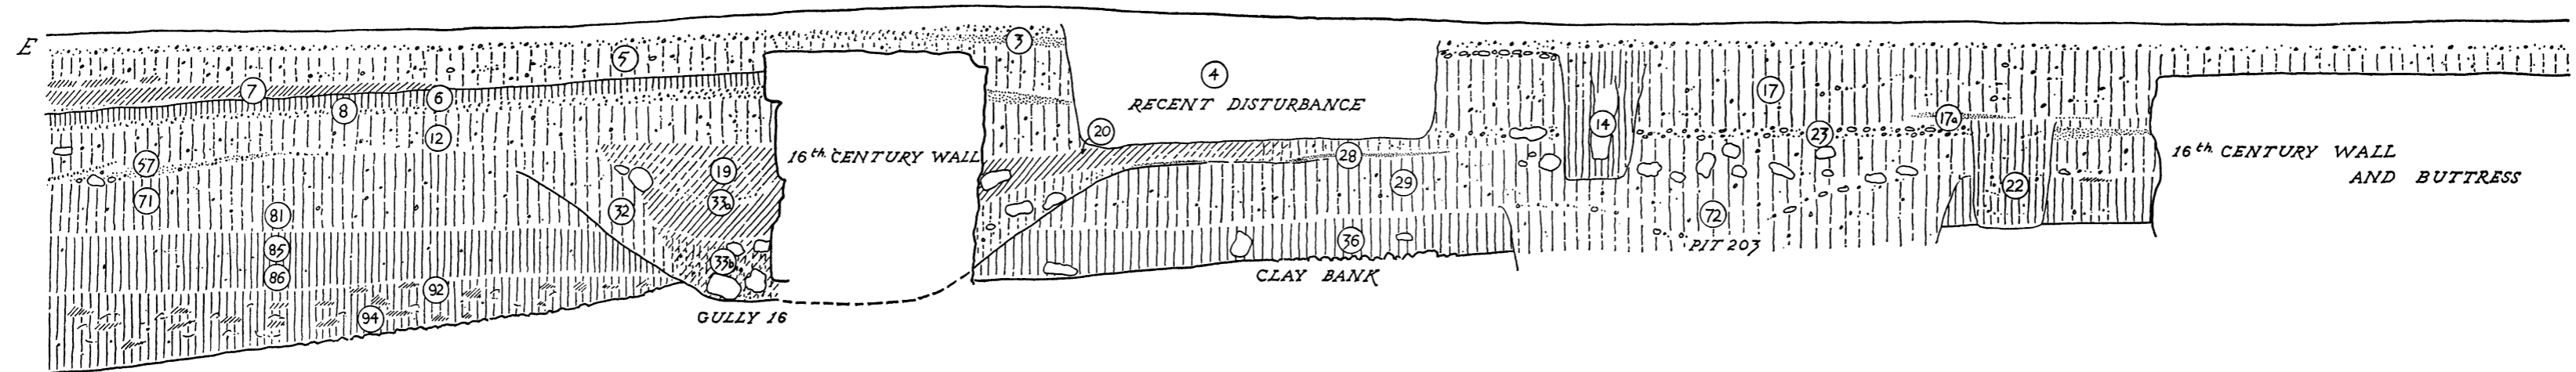 E
3
5
4
RECENT DISTURBANCE
7
6
8
12
17
14
17a
20
23
16th CENTURY WALL
28
16th CENTURY WALL
AND BUTTRESS
57
19
29
71
33a
32
22
81
72
85
36
PIT 203
86
33b
CLAY BANK
92
94
GULLY 16